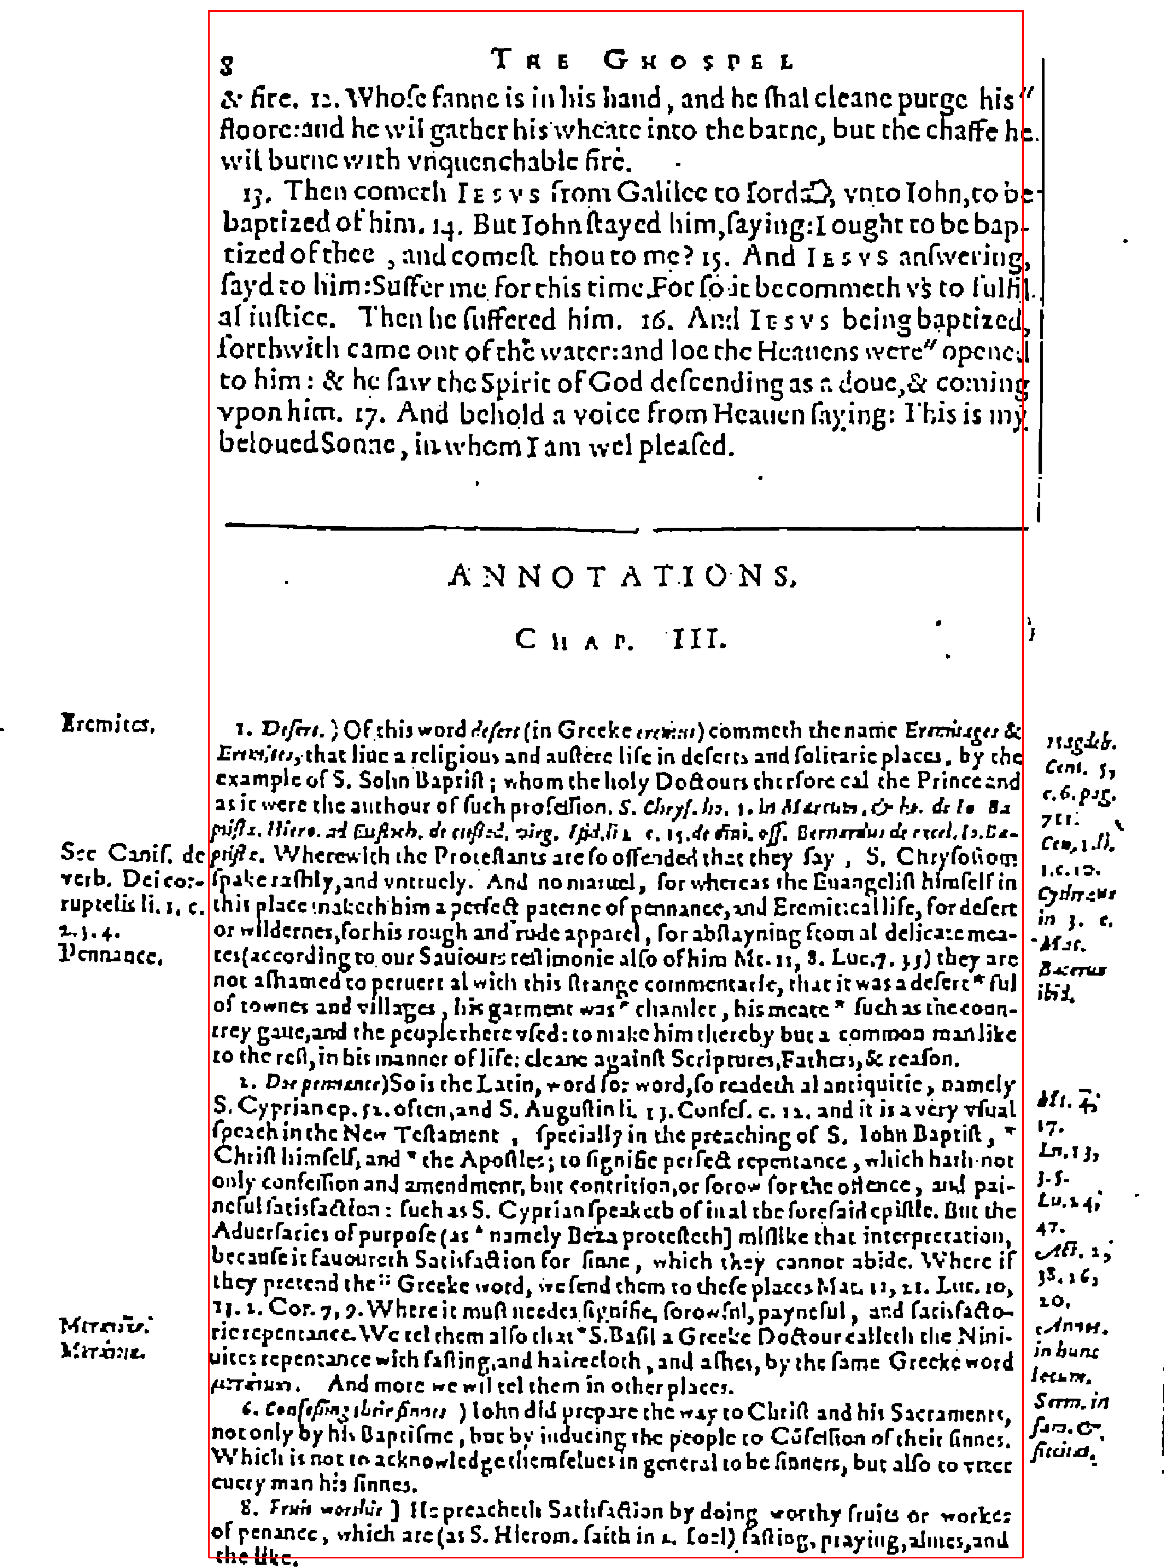 8 THE GHOSPEL
& fire. 12. Whoſe fanne is in his hand, and he ſhal cleane purge his"
floore: and he wil gather his wheate into the barne, but the chaffe he
wil burne with vnquenchable fire.
13. Then cometh IESVS from Galilee to Iordã, vnto Iohn, to be
baptized of him. 14. But Iohn ſtayed him, ſaying: I ought to be bap-
tized of thee, and comeſt thou to me? 15. And IESVS anſwering,
ſayd to him: Suffer me for this time. For ſo it becommeth vs to fulfil
al iuſtice. Then he ſuffered him. 16. And IESVS being baptized,
forthwith came out of the water: and loe the Heauens were" opened
to him: & he ſaw the Spirit of God deſcending as a doue, & coming
vpon him. 17. And behold a voice from Heauen ſaying: This is my
beloued Sonne, in whom I am wel pleaſed.
ANNOTATIONS.
CHAP. III.
Eremites.
1. Deſert.) Of this word deſert (in Greeke) commeth the name Ermitages &
Eremites, that liue a religious and auſtere life in deſerts and ſolitarie places, by the
example of S. Iohn Baptiſt; whom the holy Doctours therfore cal the Prince and
as it were the authour of ſuch profeſſion. S. Chryſ. ho. 1. in Marcum, & ho. de Io. Ba
ptiſta. Hiero. ad Euſtoch. de cuſtod. virg. Iſid. li. 2. c. 15. de diui. off. Bernardus de excel. Io. Ba-
ptiſtæ. Wherewith the Proteſtants are ſo offended that they ſay, S. Chryſoſtom
ſpake raſhly, and vntruely. And no maruel, for whereas the Euangeliſt himſelf in
this place maketh him a perfect paterne of pennance, and Eremitical life, for deſert
or wildernes, for his rough and rude apparel, for abſtayning from al delicate mea-
tes (according to our Sauiours teſtimonie alſo of him Mt. 11, 8. Luc. 7. 33) they are
not aſhamed to peruert al with this ſtrange commentarie, that it was a deſert * ful
of townes and villages, his garment was * chamlet, his meate * ſuch as the coun-
trey gaue, and the people there vſed: to make him thereby but a common man like
to the reſt, in his manner of life: cleane againſt Scriptures, Fathers, & reaſon.
See Caniſ. de
verb. Dei cor-
ruptelis li. 1. c.
2. 3. 4.
Pennance.
Magdeb.
Cent. 5,
c. 6. pag.
711.
Cen. 1. li.
1. c. 10.
in 3. c.
Mat.
Bucerus
ibid.
2. Doe pennance) So is the Latin, word for word, ſo readeth al antiquitie, namely
S. Cyprian ep. 52. often, and S. Auguſtin li. 13. Confeſ. c. 12. and it is a very vſual
ſpeach in the New Teſtament, ſpecially in the preaching of S. Iohn Baptiſt, *
Chriſt himſelf, and * the Apoſtles; to ſignifie perfect repentance, which hath not
only confeſſion and amendment, but contrition, or ſorow for the offence, and pai-
neful ſatisfaction: ſuch as S. Cyprian ſpeaketh of in al the foreſaid epiſtle. But the
Aduerſaries of purpoſe (as * namely Beza proteſteth) miſlike that interpretation,
becauſe it fauoureth Satisfaction for ſinne, which they cannot abide. Where if
they pretend the" Greeke word, we ſend them to theſe places Mat. 11, 21. Luc. 10,
13. 2. Cor. 7, 9. Where it muſt needes ſignifie, ſorowful, payneful, and ſatisfacto-
rie repentance. We tel them alſo that * S. Baſil a Greeke Doctour calleth the Nini-
uites repentance with faſting, and hairecloth, and aſhes, by the ſame Greeke word
And more we wil tel them in other places.
Mt. 4,
17.
Lu. 13,
3. 5.
Lu. 24,
47.
Act. 2,
38. 26,
20.
Annot.
in hunc
locum.
Serm. in
fam. &
ſiccitat.
6. Confeſſing their ſinnes) Iohn did prepare the way to Chriſt and his Sacraments,
not only by his Baptiſme, but by inducing the people to Cõfeſſion of their ſinnes.
Which is not to acknowledge themſelues in general to be ſinners, but alſo to vtter
euery man his ſinnes.
8. Fruit worthie] He preacheth Satisfaction by doing worthy fruits or workes
of penance, which are (as S. Hierom. ſaith in 2. Ioel) faſting, praying, almes, and
the like.